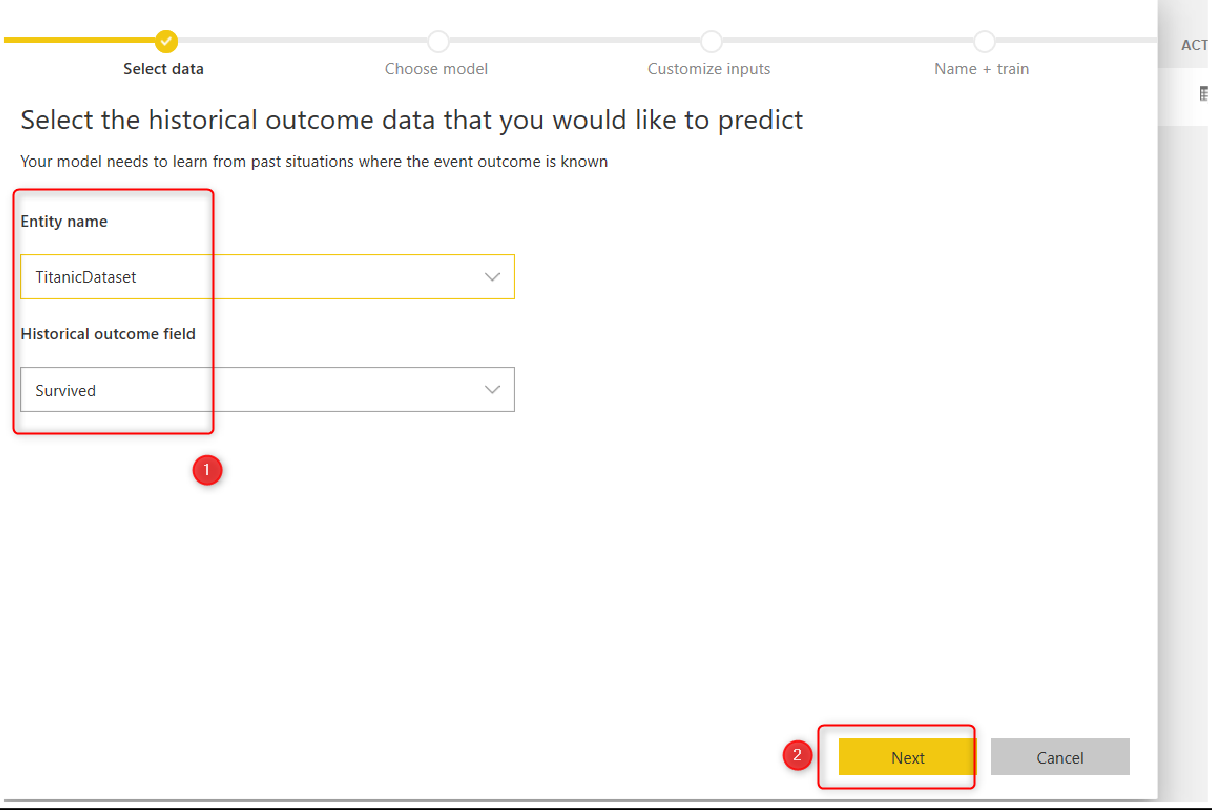 ACT
Select data
Choose model
Customize inputs
Name + train
Select the historical outcome data that you would like to predict
Your model needs to learn from past situations where the event outcome is known
Entity name
TitanicDataset
Historical outcome field
Survived
1
2
Next
Cancel